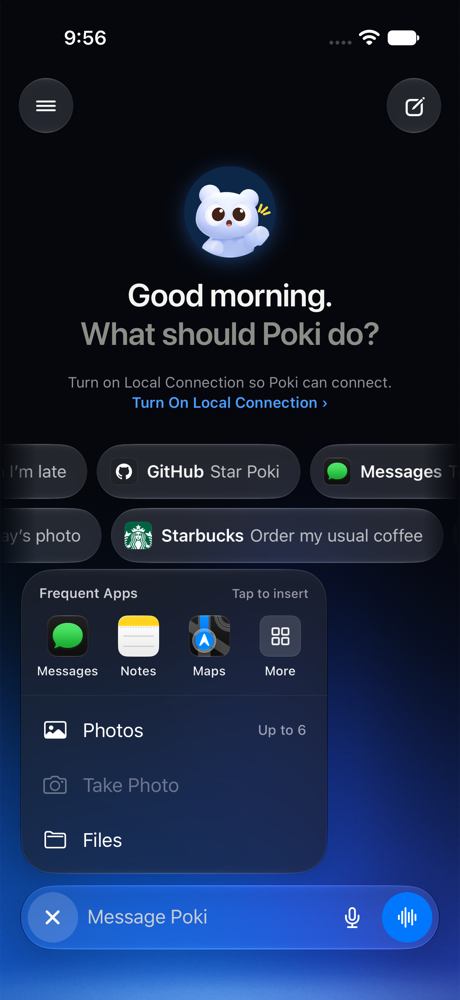 9:56
Good morning.
What should Poki do?
Turn on Local Connection so Poki can connect.
Turn On Local Connection ›
I'm late
GitHub Star Poki
Messages
ay's photo
Starbucks Order my usual coffee
Frequent Apps
Tap to insert
Messages
Notes
Maps
More
Photos
Up to 6
Take Photo
Files
Message Poki